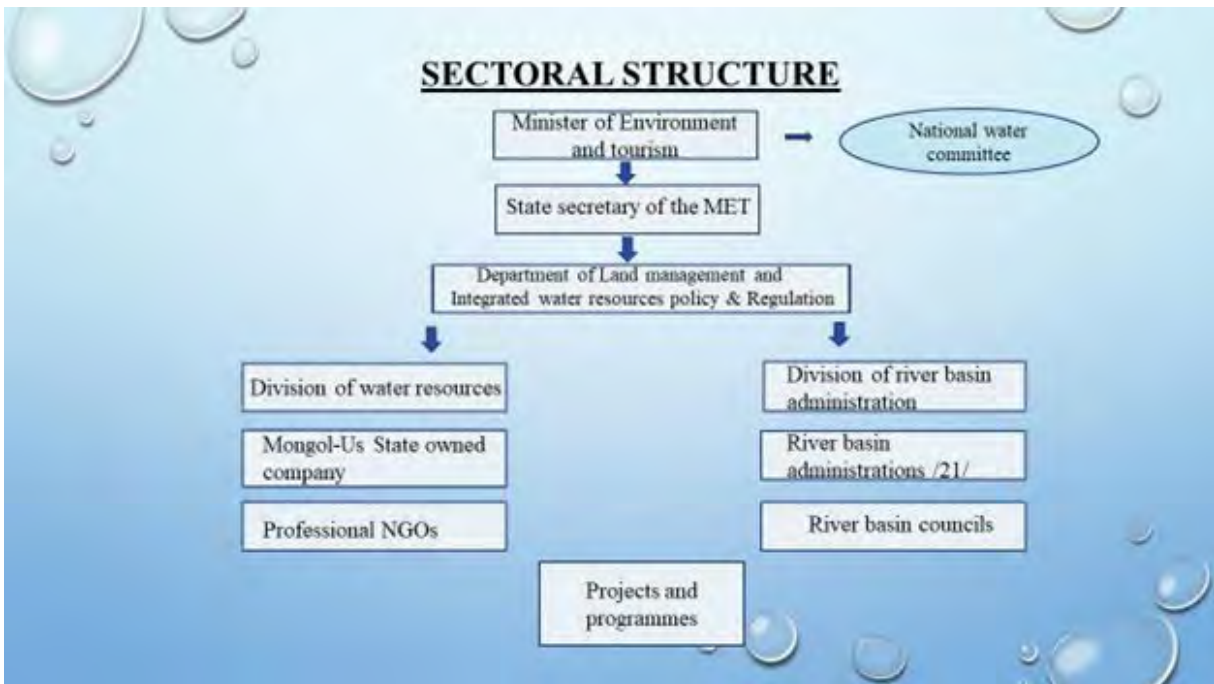 SECTORAL STRUCTURE
Minister of Environment
and tourism
National water
committee
State secretary of the MET
Department of Land management and
Integrated water resources policy & Regulation
Division of water resources
Mongol-Us State owned
company
Professional NGOs
Division of river basin
administration
River basin
administrations /21/
River basin councils
Projects and
programmes